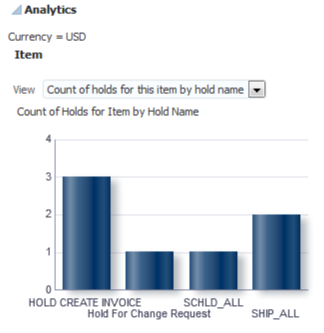 Analytics
Currency = USD
Item
View Count of holds for this item by hold name
Count of Holds for Item by Hold Name
4
3
2
1
0
HOLD CREATE INVOICE SCHLD_ALL
Hold For Change Request SHIP_ALL